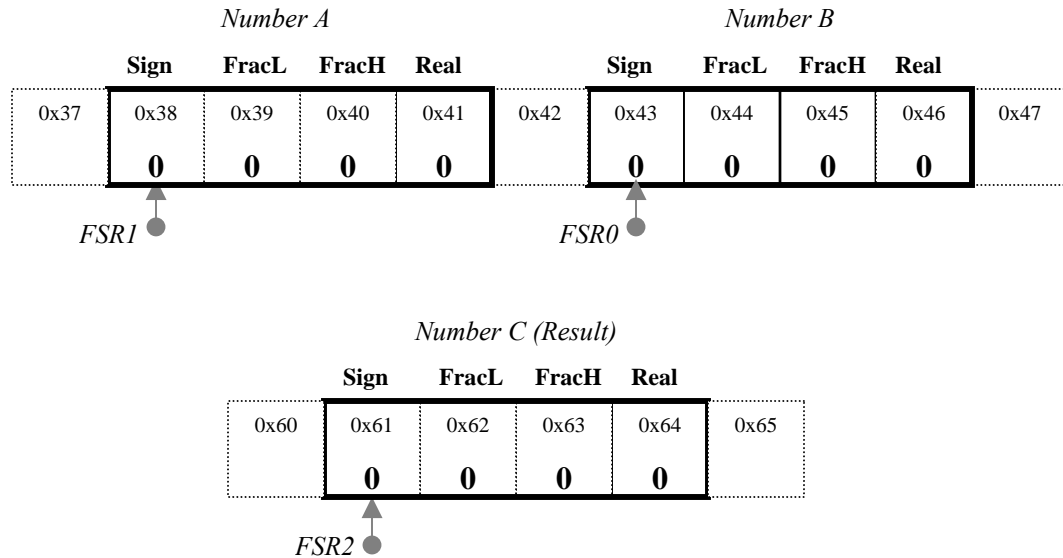 Number A Number B
Sign FracL FracH Real Sign FracL FracH Real
0x37 0x38 0x39 0x40 0x41 0x42 0x43 0x44 0x45 0x46 0x47
0 0 0 0 0 0 0 0
FSR1 FSR0
Number C (Result)
Sign FracL FracH Real
0x60 0x61 0x62 0x63 0x64 0x65
0 0 0 0
FSR2